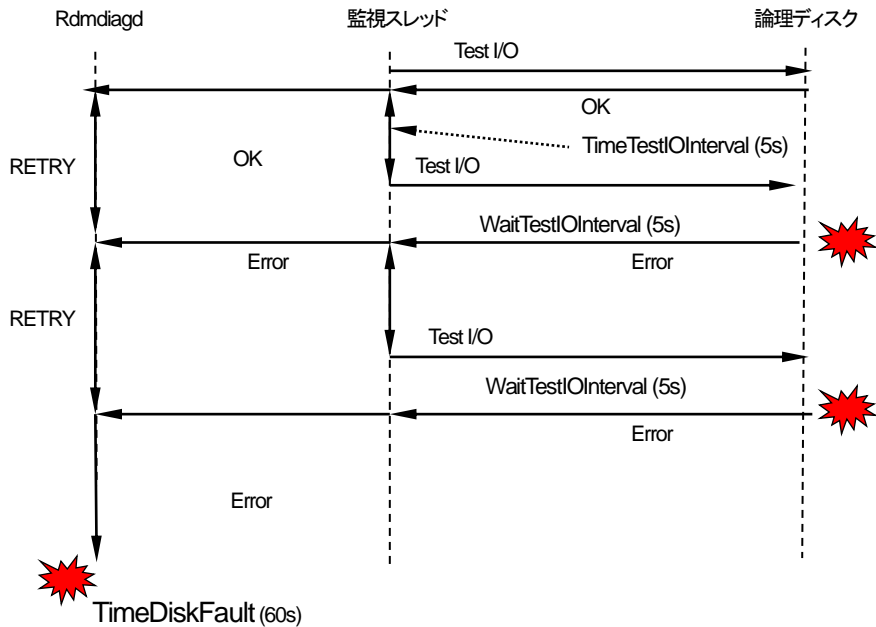 Rdmdiagd
監視スレッド
論理ディスク
Test I/O
OK
TimeTestIOInterval (5s)
OK
RETRY
Test I/O
WaitTestIOInterval (5s)
Error
Error
RETRY
Test I/O
WaitTestIOInterval (5s)
Error
Error
TimeDiskFault (60s)